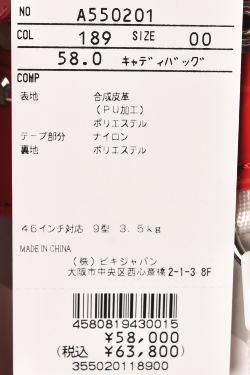 NO A550201
COL 189 SIZE 00
58.0 キャディバッグ
COMP
表地 合成皮革
(PU加工)
ポリエステル
テープ部分 ナイロン
裏地 ポリエステル
46インチ対応 9型 3.5kg
MADE IN CHINA
(株)ビキジャパン
大阪市中央区西心斎橋2-1-3 8F
4580819430015
¥58,000
(税込 ¥63,800)
355020118900